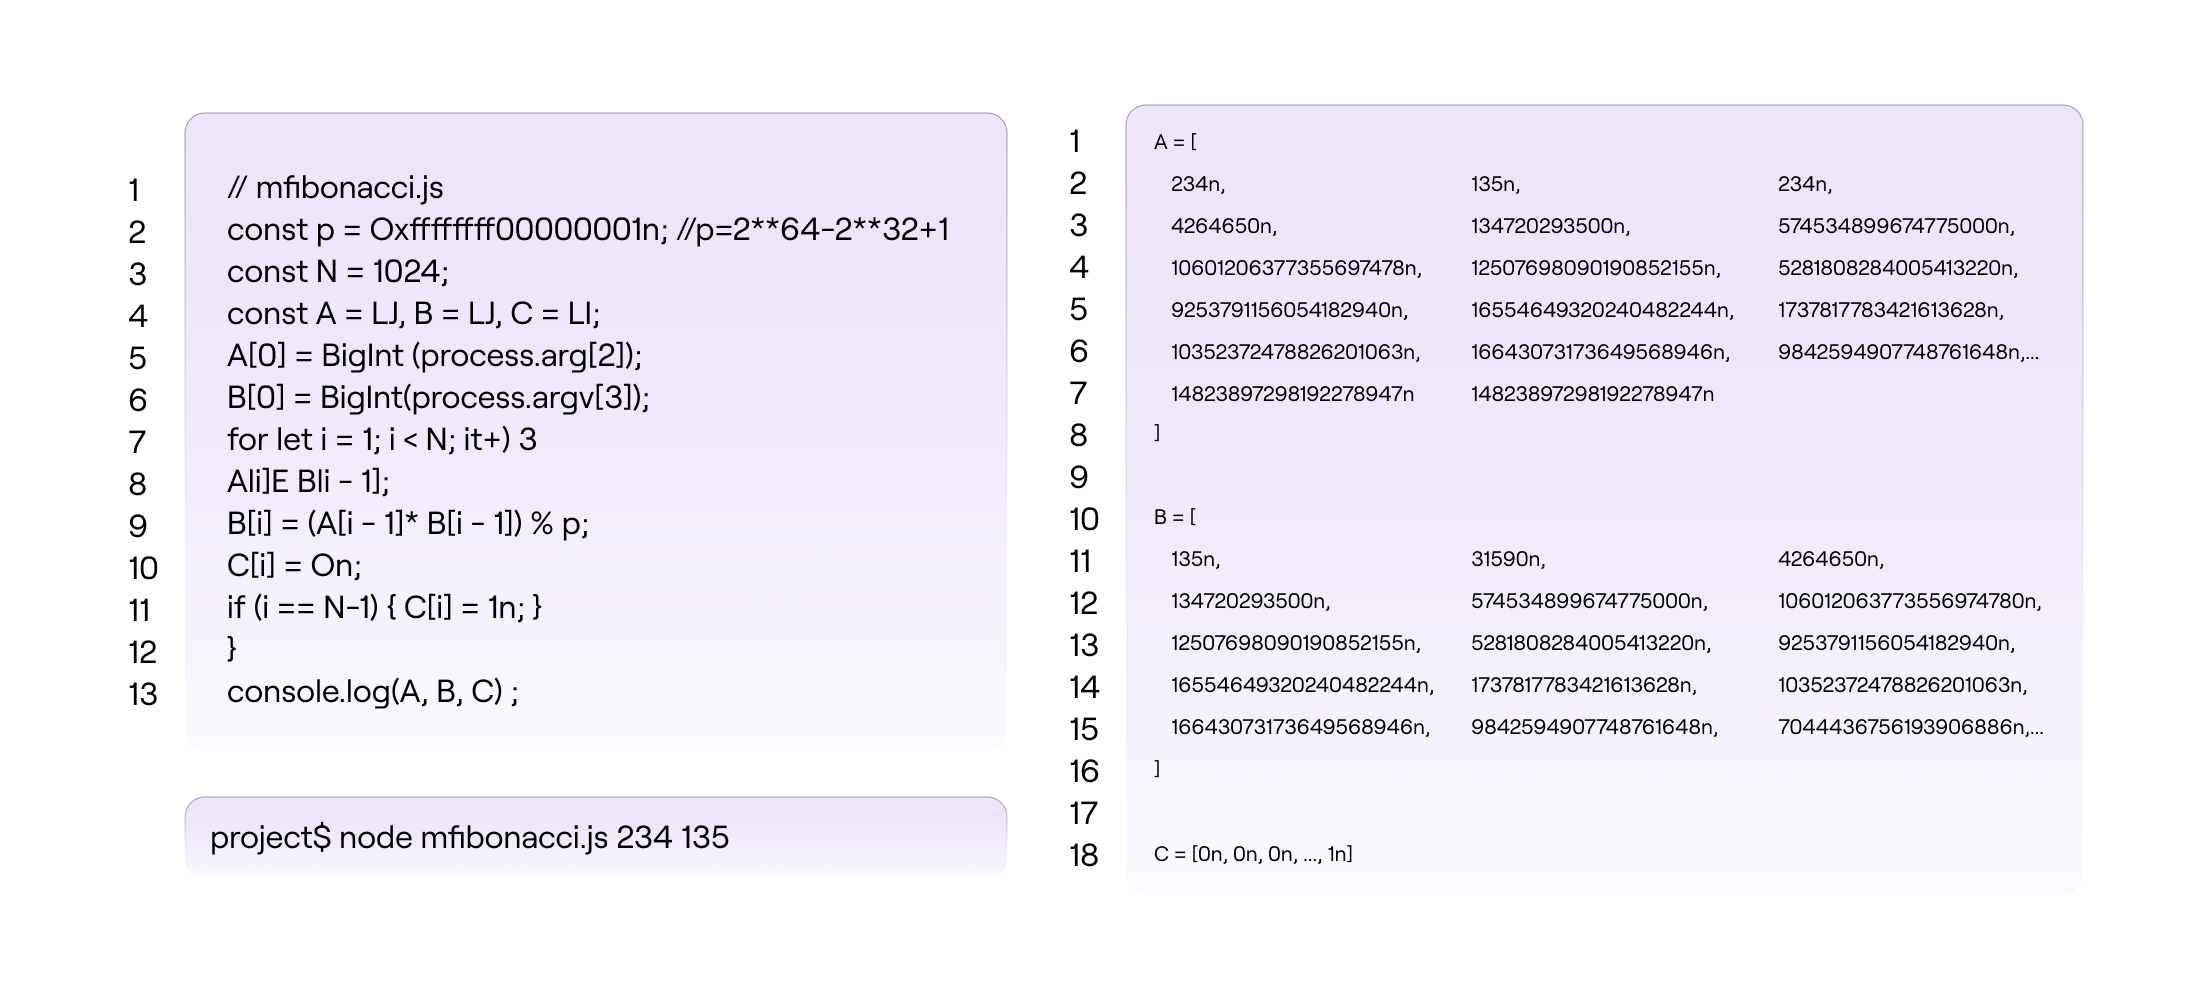 1 // mfibonacci.js
2 const p = Oxffffffff00000001n; //p=2**64-2**32+1
3 const N = 1024;
4 const A = LJ, B = LJ, C = LI;
5 A[0] = BigInt (process.arg[2]);
6 B[0] = BigInt(process.argv[3]);
7 for let i = 1; i < N; it+) 3
8 Ali]E Bli - 1];
9 B[i] = (A[i - 1]* B[i - 1]) % p;
10 C[i] = On;
11 if (i == N-1) { C[i] = 1n; }
12 }
13 console.log(A, B, C) ;
project$ node mfibonacci.js 234 135
1 A = [
2 234n, 135n, 234n,
3 4264650n, 134720293500n, 574534899674775000n,
4 10601206377355697478n, 12507698090190852155n, 5281808284005413220n,
5 9253791156054182940n, 16554649320240482244n, 1737817783421613628n,
6 10352372478826201063n, 16643073173649568946n, 9842594907748761648n,...
7 14823897298192278947n 14823897298192278947n
8 ]
9
10 B = [
11 135n, 31590n, 4264650n,
12 134720293500n, 574534899674775000n, 106012063773556974780n,
13 12507698090190852155n, 5281808284005413220n, 9253791156054182940n,
14 16554649320240482244n, 1737817783421613628n, 10352372478826201063n,
15 16643073173649568946n, 9842594907748761648n, 7044436756193906886n,...
16 ]
17
18 C = [0n, 0n, 0n, ..., 1n]